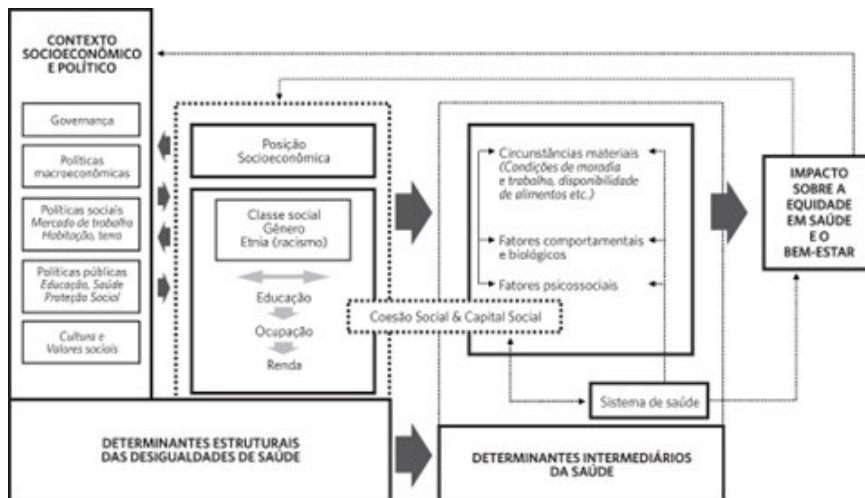 CONTEXTO
SOCIOECONÔMICO
E POLÍTICO
Governança
Políticas
macroeconômicas
Políticas sociais
Mercado de trabalho
Habitação, terra
Políticas públicas
Educação, Saúde
Proteção Social
Cultura e
Valores sociais
Posição
Socioeconômica
Classe social
Gênero
Etnia (racismo)
Educação
Ocupação
Renda
Coesão Social & Capital Social
Circunstâncias materiais
(Condições de moradia
e trabalho, disponibilidade
de alimentos etc.)
Fatores comportamentais
e biológicos
Fatores psicossociais
Sistema de saúde
IMPACTO
SOBRE A
EQUIDADE
EM SAÚDE
E O
BEM-ESTAR
DETERMINANTES ESTRUTURAIS
DAS DESIGUALDADES DE SAÚDE
DETERMINANTES INTERMEDIÁRIOS
DA SAÚDE